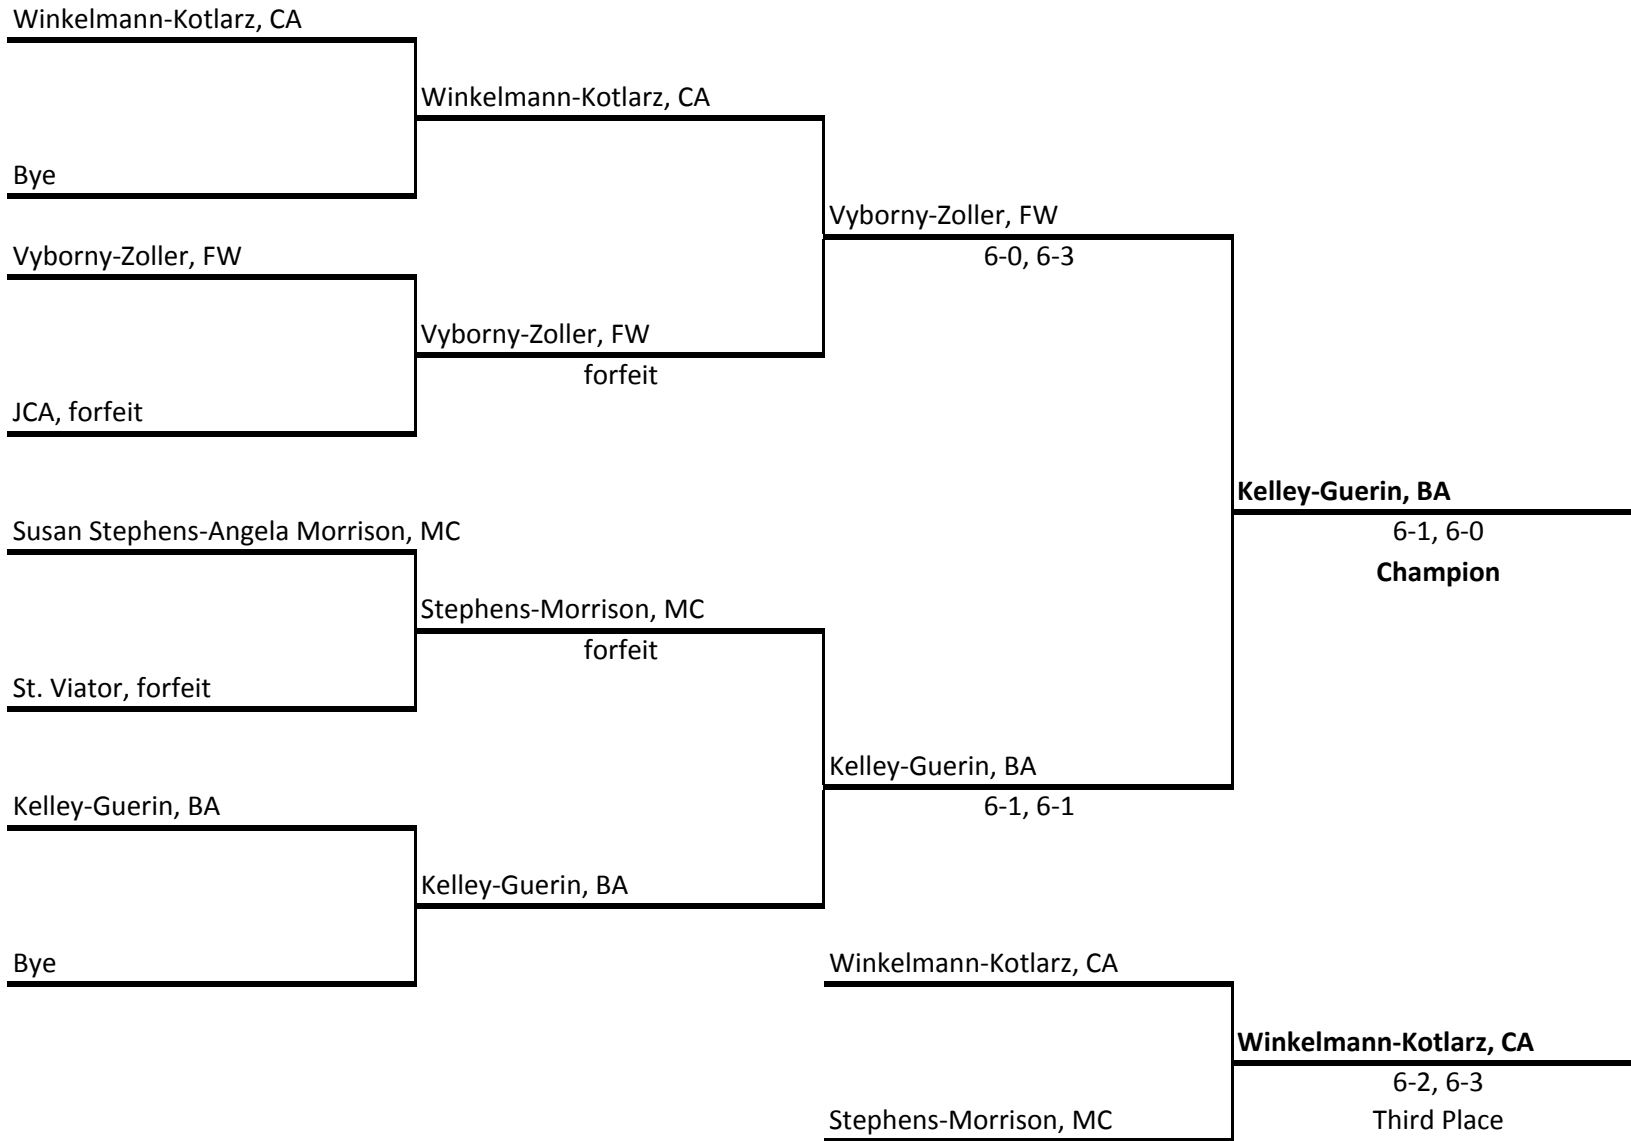 Winkelmann-Kotlarz, CA
Winkelmann-Kotlarz, CA
Bye
Vyborny-Zoller, FW
6-0, 6-3
Vyborny-Zoller, FW
Vyborny-Zoller, FW
forfeit
JCA, forfeit
Kelley-Guerin, BA
6-1, 6-0
Champion
Susan Stephens-Angela Morrison, MC
Stephens-Morrison, MC
forfeit
St. Viator, forfeit
Kelley-Guerin, BA
6-1, 6-1
Kelley-Guerin, BA
Kelley-Guerin, BA
Bye
Winkelmann-Kotlarz, CA
Winkelmann-Kotlarz, CA
6-2, 6-3
Third Place
Stephens-Morrison, MC